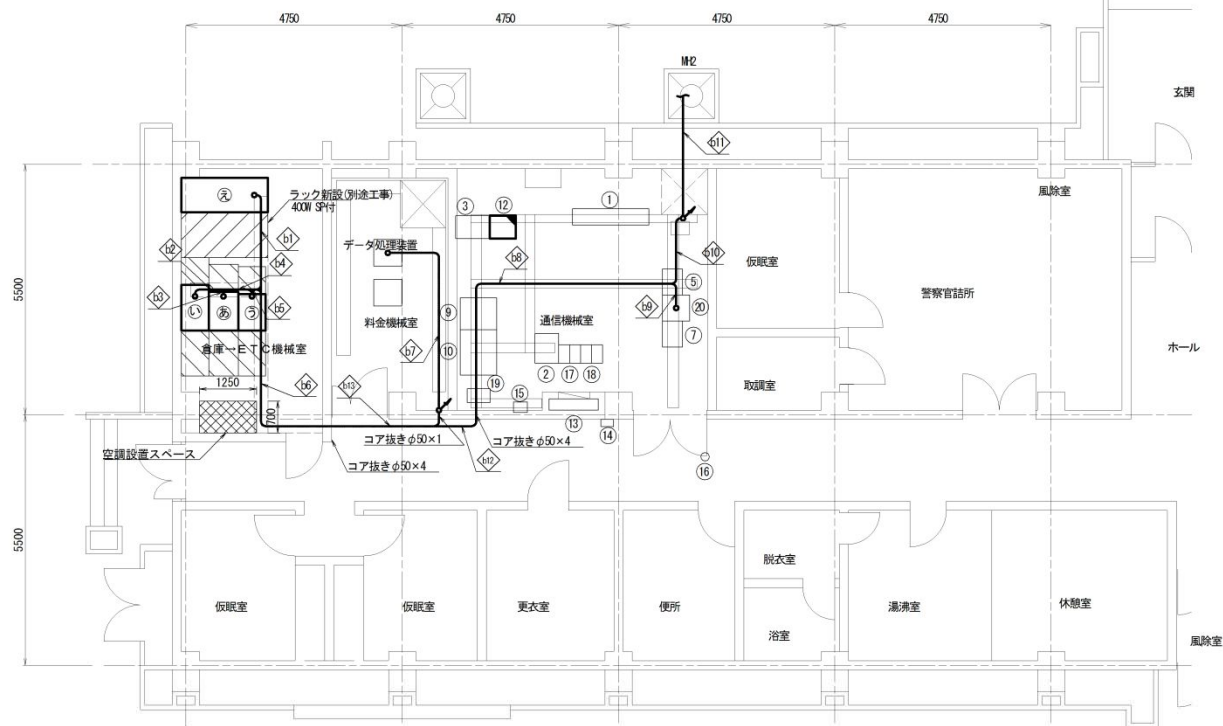 4750
4750
4750
4750
MH2
玄関
b11
え
ラック新設(別途工事)
400W SP付
3
12
1
風除室
b2
b1
データ処理装置
b10
仮眠室
b4
b8
5500
警察官詰所
b3
い
あ
う
b5
9
5
料金機械室
通信機械室
b9
20
ホール
倉庫→ETC機械室
b7
10
7
2
17
18
取調室
1250
b6
b13
19
15
700
13
14
コア抜きφ50×1
コア抜きφ50×4
空調設置スペース
コア抜きφ50×4
b12
16
5500
脱衣室
仮眠室
仮眠室
更衣室
便所
湯沸室
休憩室
浴室
風除室